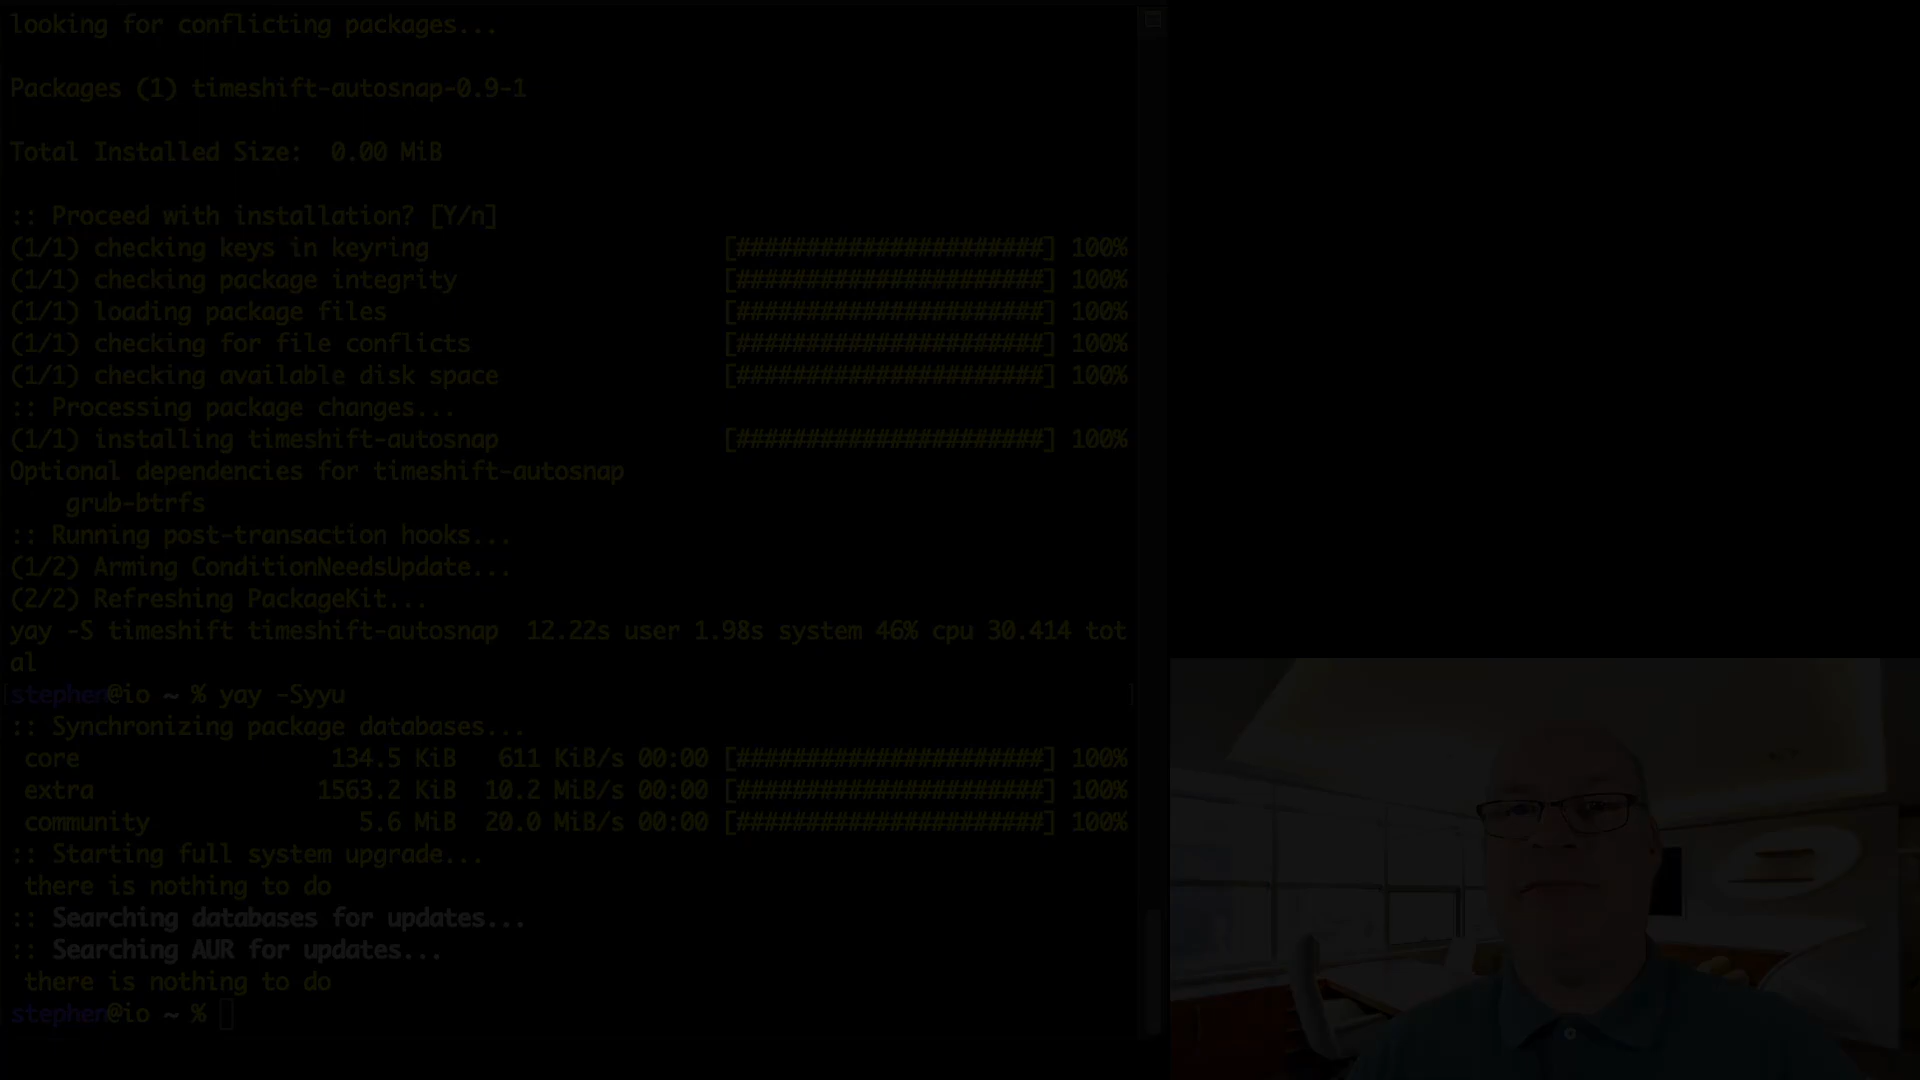 looking for conflicting packages...
Packages (1) timeshift-autosnap-0.9-1
Total Installed Size:  0.00 MiB
:: Proceed with installation? [Y/n]
(1/1) checking keys in keyring [######################] 100%
(1/1) checking package integrity [######################] 100%
(1/1) loading package files [######################] 100%
(1/1) checking for file conflicts [######################] 100%
(1/1) checking available disk space [######################] 100%
:: Processing package changes...
(1/1) installing timeshift-autosnap [######################] 100%
Optional dependencies for timeshift-autosnap
grub-btrfs
:: Running post-transaction hooks...
(1/2) Arming ConditionNeedsUpdate...
(2/2) Refreshing PackageKit...
yay -S timeshift timeshift-autosnap  12.22s user 1.98s system 46% cpu 30.414 tot
al
[stephen@io ~ % yay -Syyu ]
:: Synchronizing package databases...
core 134.5 KiB 611 KiB/s 00:00 [######################] 100%
extra 1563.2 KiB 10.2 MiB/s 00:00 [######################] 100%
community 5.6 MiB 20.0 MiB/s 00:00 [######################] 100%
:: Starting full system upgrade...
there is nothing to do
:: Searching databases for updates...
:: Searching AUR for updates...
there is nothing to do
stephen@io ~ %